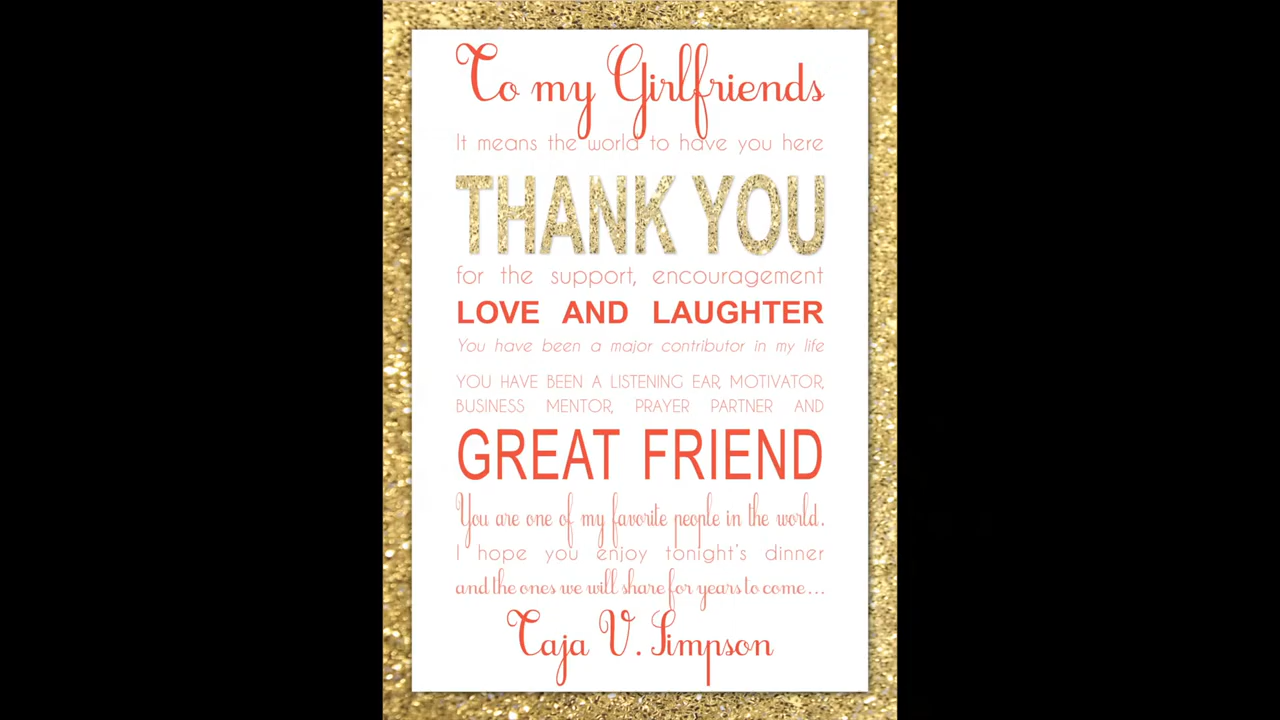 To my Girlfriends
It means the world to have you here
THANK YOU
for the support, encouragement
LOVE AND LAUGHTER
You have been a major contributor in my life
YOU HAVE BEEN A LISTENING EAR, MOTIVATOR,
BUSINESS MENTOR, PRAYER PARTNER AND
GREAT FRIEND
You are one of my favorite people in the world.
I hope you enjoy tonight's dinner
and the ones we will share for years to come...
Taja V. Simpson